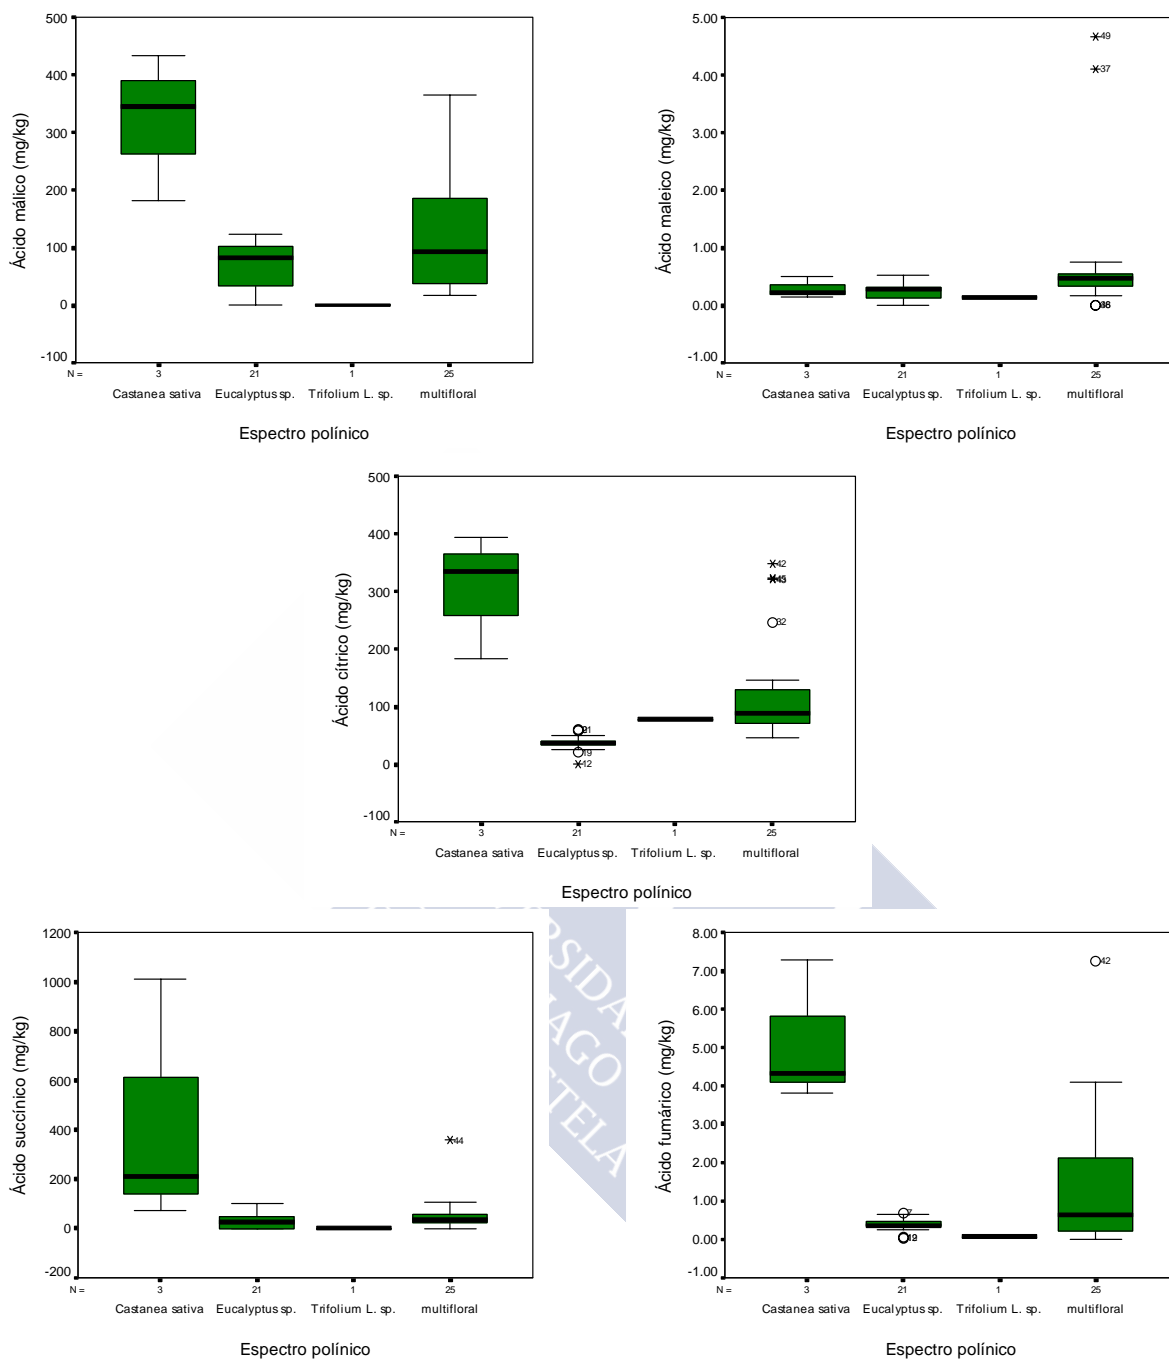 500
400
300
200
100
0
-100
Ácido málico (mg/kg)
N =
3
21
1
25
Castanea sativa
Eucalyptus sp.
Trifolium L. sp.
multifloral
Espectro polínico
5.00
4.00
3.00
2.00
1.00
0.00
-1.00
Ácido maleico (mg/kg)
49
37
N =
3
21
1
25
Castanea sativa
Eucalyptus sp.
Trifolium L. sp.
multifloral
Espectro polínico
500
400
300
200
100
0
-100
Ácido cítrico (mg/kg)
19
12
42
32
N =
3
21
1
25
Castanea sativa
Eucalyptus sp.
Trifolium L. sp.
multifloral
Espectro polínico
1200
1000
800
600
400
200
0
-200
Ácido succínico (mg/kg)
44
N =
3
21
1
25
Castanea sativa
Eucalyptus sp.
Trifolium L. sp.
multifloral
Espectro polínico
8.00
7.00
6.00
5.00
4.00
3.00
2.00
1.00
0.00
-1.00
Ácido fumárico (mg/kg)
7
42
N =
3
21
1
25
Castanea sativa
Eucalyptus sp.
Trifolium L. sp.
multifloral
Espectro polínico